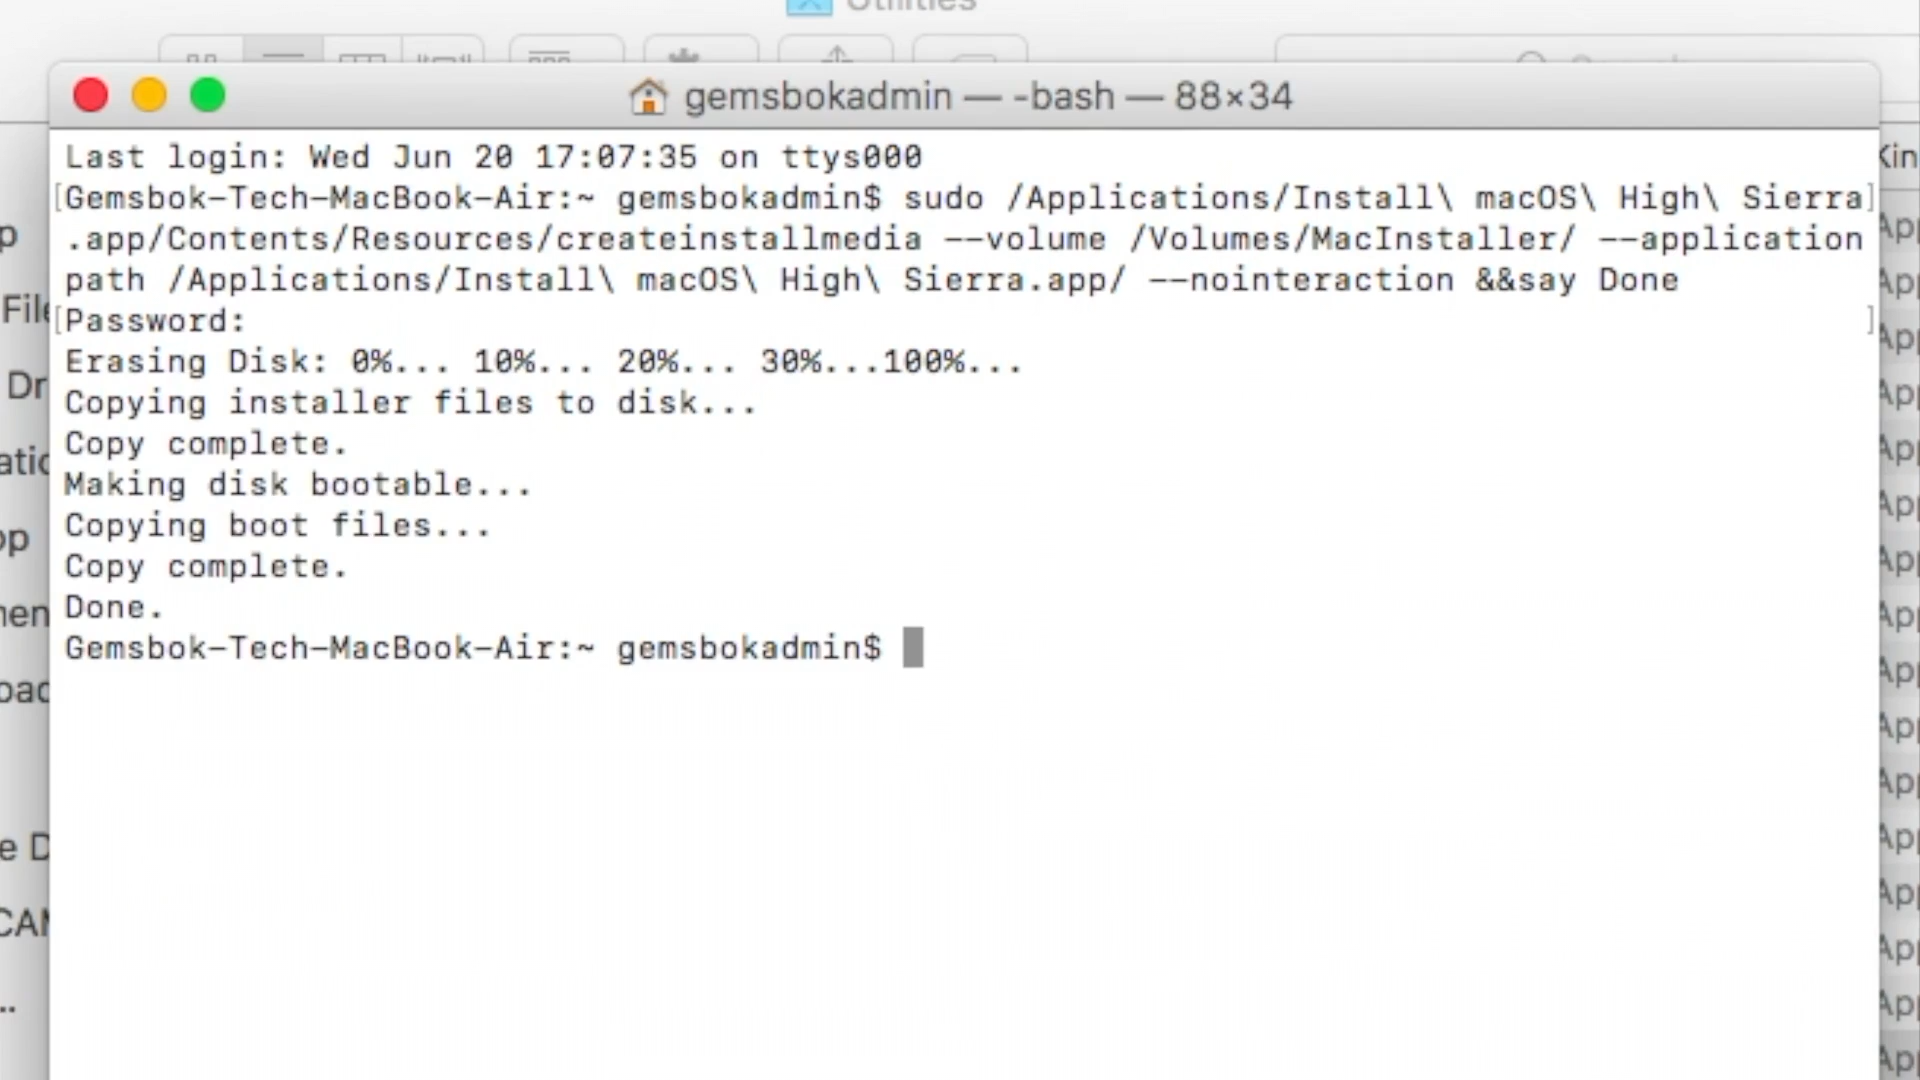 Utilities
gemsbokadmin — -bash — 88×34
Last login: Wed Jun 20 17:07:35 on ttys000
[Gemsbok-Tech-MacBook-Air:~ gemsbokadmin$ sudo /Applications/Install\ macOS\ High\ Sierra]
.app/Contents/Resources/createinstallmedia --volume /Volumes/MacInstaller/ --application
path /Applications/Install\ macOS\ High\ Sierra.app/ --nointeraction &&say Done
[Password: ]
Erasing Disk: 0%... 10%... 20%... 30%...100%...
Copying installer files to disk...
Copy complete.
Making disk bootable...
Copying boot files...
Copy complete.
Done.
Gemsbok-Tech-MacBook-Air:~ gemsbokadmin$